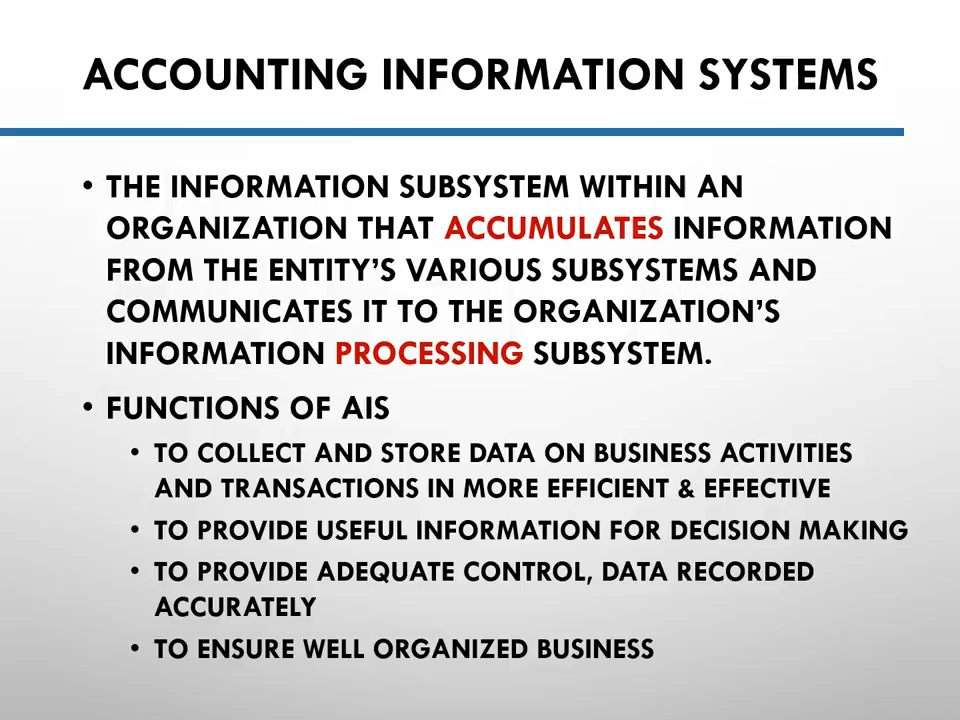 ACCOUNTING INFORMATION SYSTEMS
• THE INFORMATION SUBSYSTEM WITHIN AN
ORGANIZATION THAT ACCUMULATES INFORMATION
FROM THE ENTITY’S VARIOUS SUBSYSTEMS AND
COMMUNICATES IT TO THE ORGANIZATION’S
INFORMATION PROCESSING SUBSYSTEM.
• FUNCTIONS OF AIS
• TO COLLECT AND STORE DATA ON BUSINESS ACTIVITIES
AND TRANSACTIONS IN MORE EFFICIENT & EFFECTIVE
• TO PROVIDE USEFUL INFORMATION FOR DECISION MAKING
• TO PROVIDE ADEQUATE CONTROL, DATA RECORDED
ACCURATELY
• TO ENSURE WELL ORGANIZED BUSINESS